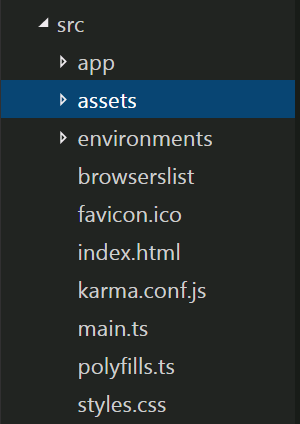 src
app
assets
environments
browserslist
favicon.ico
index.html
karma.conf.js
main.ts
polyfills.ts
styles.css